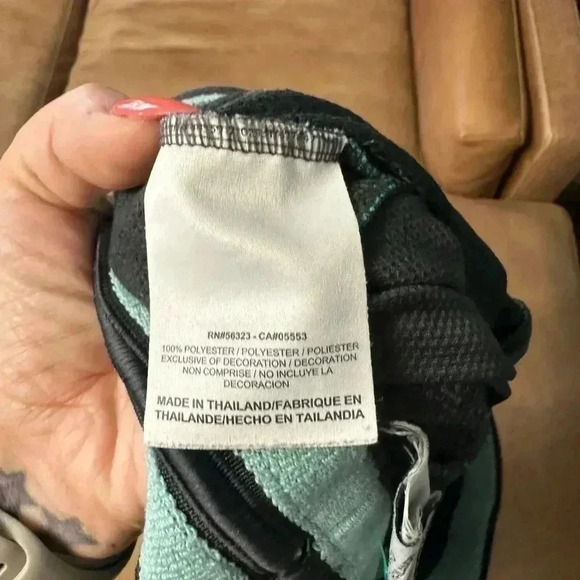 RN#56323 - CA#05553
100% POLYESTER / POLYESTER / POLIESTER
EXCLUSIVE OF DECORATION / DECORATION
NON COMPRISE / NO INCLUYE LA
DECORACION
MADE IN THAILAND/FABRIQUE EN
THAILANDE/HECHO EN TAILANDIA